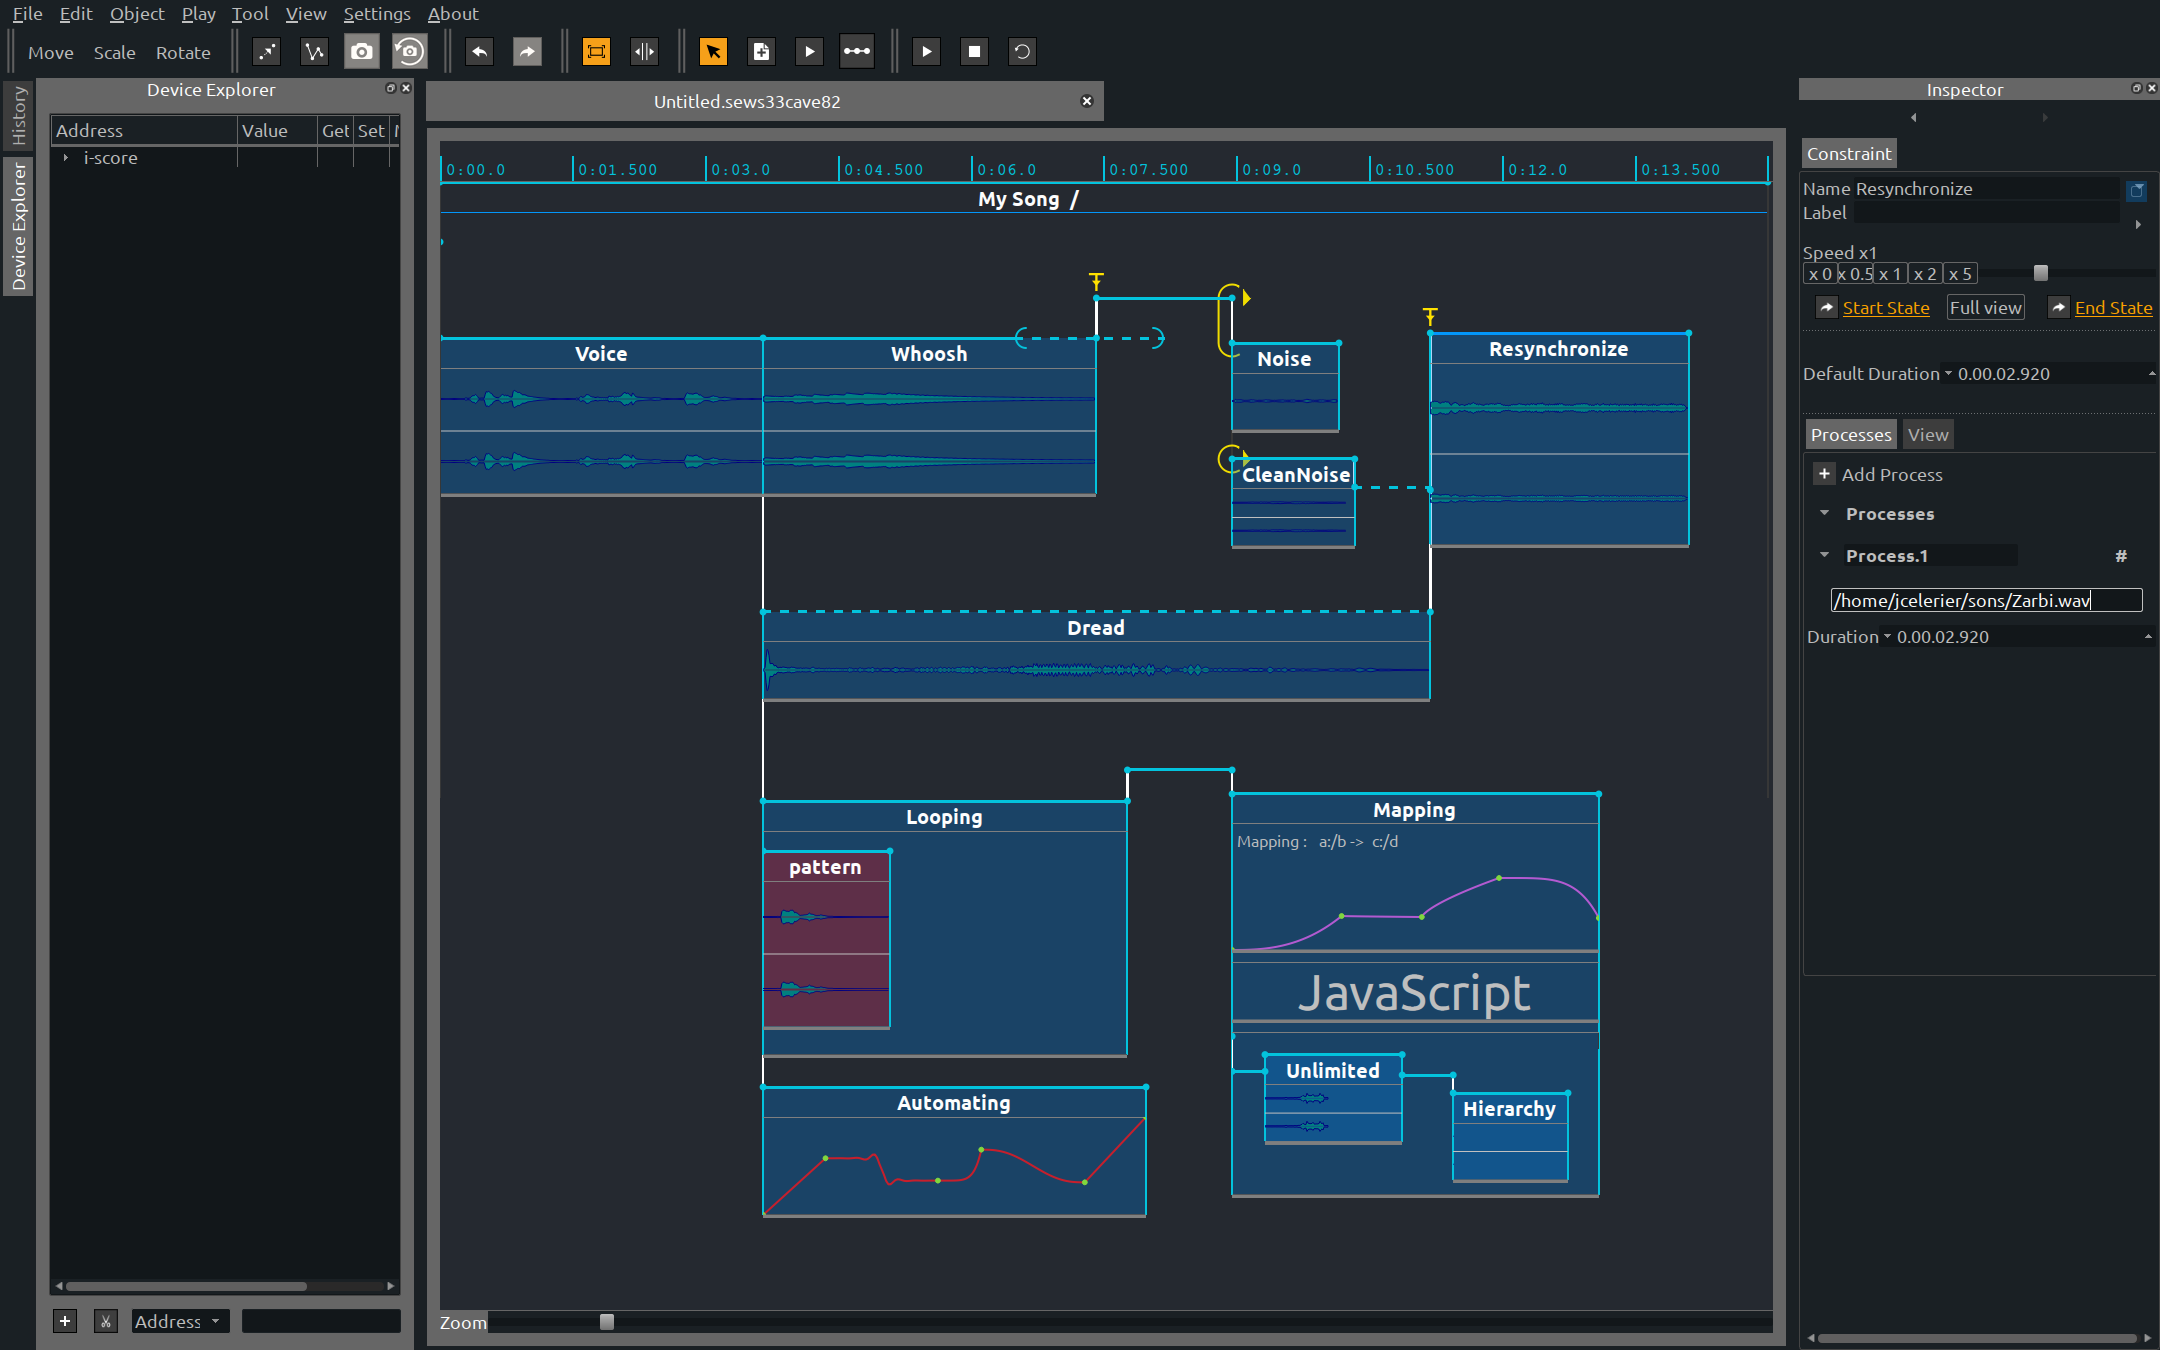 File Edit Object Play Tool View Settings About
Move Scale Rotate
History
Device Explorer
Device Explorer
Address Value Get Set
i-score
Address
Untitled.sews33cave82
0:00.0 0:01.500 0:03.0 0:04.500 0:06.0 0:07.500 0:09.0 0:10.500 0:12.0 0:13.500
My Song /
Voice
Whoosh
Noise
CleanNoise
Resynchronize
Dread
Looping
pattern
Automating
Mapping
Mapping : a:/b -> c:/d
JavaScript
Unlimited
Hierarchy
Zoom
Inspector
Constraint
Name Resynchronize
Label
Speed x1
x 0 x 0.5 x 1 x 2 x 5
Start State Full view End State
Default Duration 0.00.02.920
Processes View
+ Add Process
Processes
Process.1 #
/home/jcelerier/sons/Zarbi.wav
Duration 0.00.02.920